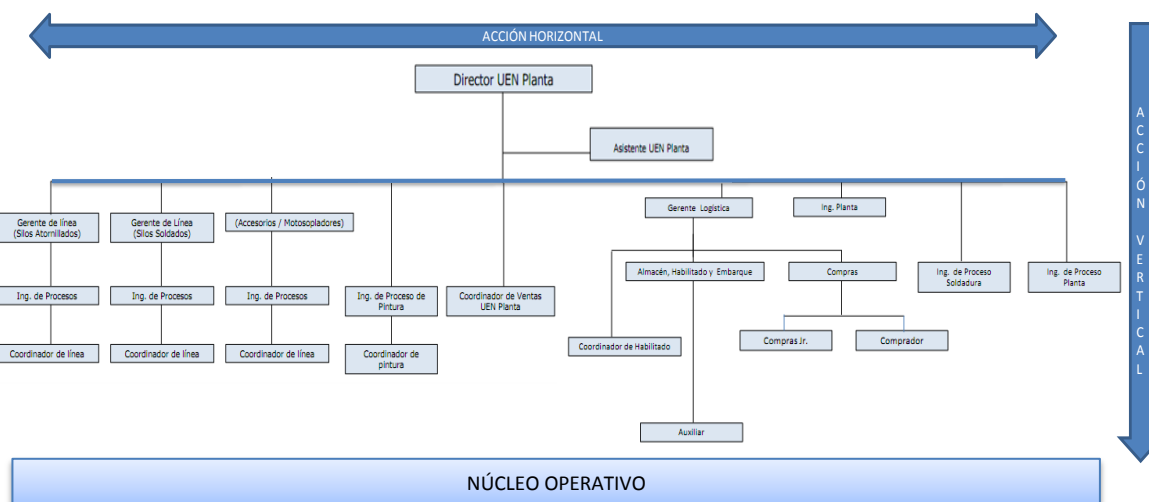 ACCIÓN HORIZONTAL
Director UEN Planta
Asistente UEN Planta
Gerente de línea
(Silos Atornillados)
Gerente de Línea
(Silos Soldados)
(Accesorios / Motosopladores)
Gerente Logística
Ing. Planta
Almacén, Habilitado y Embarque
Compras
Ing. de Proceso
Soldadura
Ing. de Proceso
Planta
Ing. de Procesos
Ing. de Procesos
Ing. de Procesos
Ing. de Proceso de
Pintura
Coordinador de Ventas
UEN Planta
Coordinador de línea
Coordinador de línea
Coordinador de línea
Coordinador de
pintura
Coordinador de Habilitado
Compras Jr.
Comprador
Auxiliar
NÚCLEO OPERATIVO
ACCIÓN VERTICAL